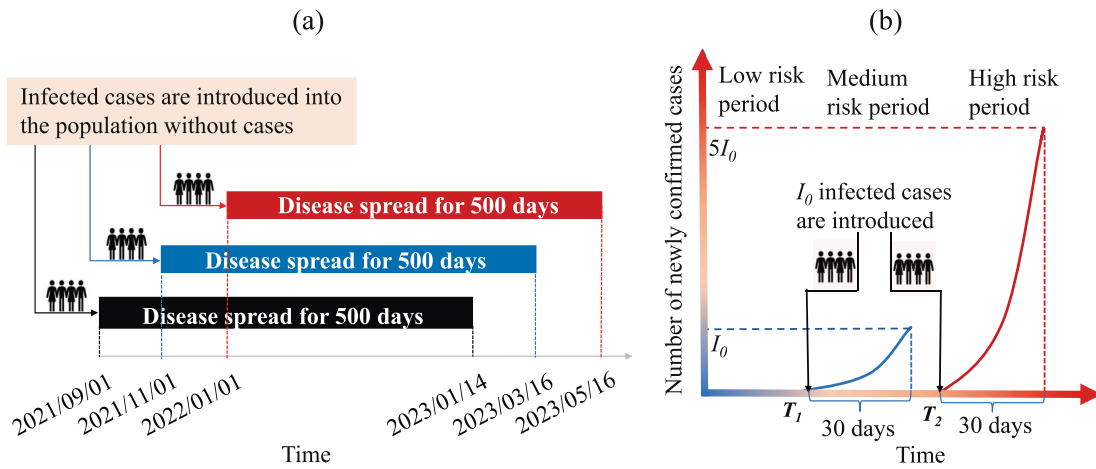 (a)
Infected cases are introduced into
the population without cases
Disease spread for 500 days
Disease spread for 500 days
Disease spread for 500 days
2021/09/01
2021/11/01
2022/01/01
2023/01/14
2023/03/16
2023/05/16
Time
(b)
Number of newly confirmed cases
Low risk
period
Medium
risk period
High risk
period
5I₀
I₀ infected cases
are introduced
I₀
T₁
T₂
30 days
30 days
Time